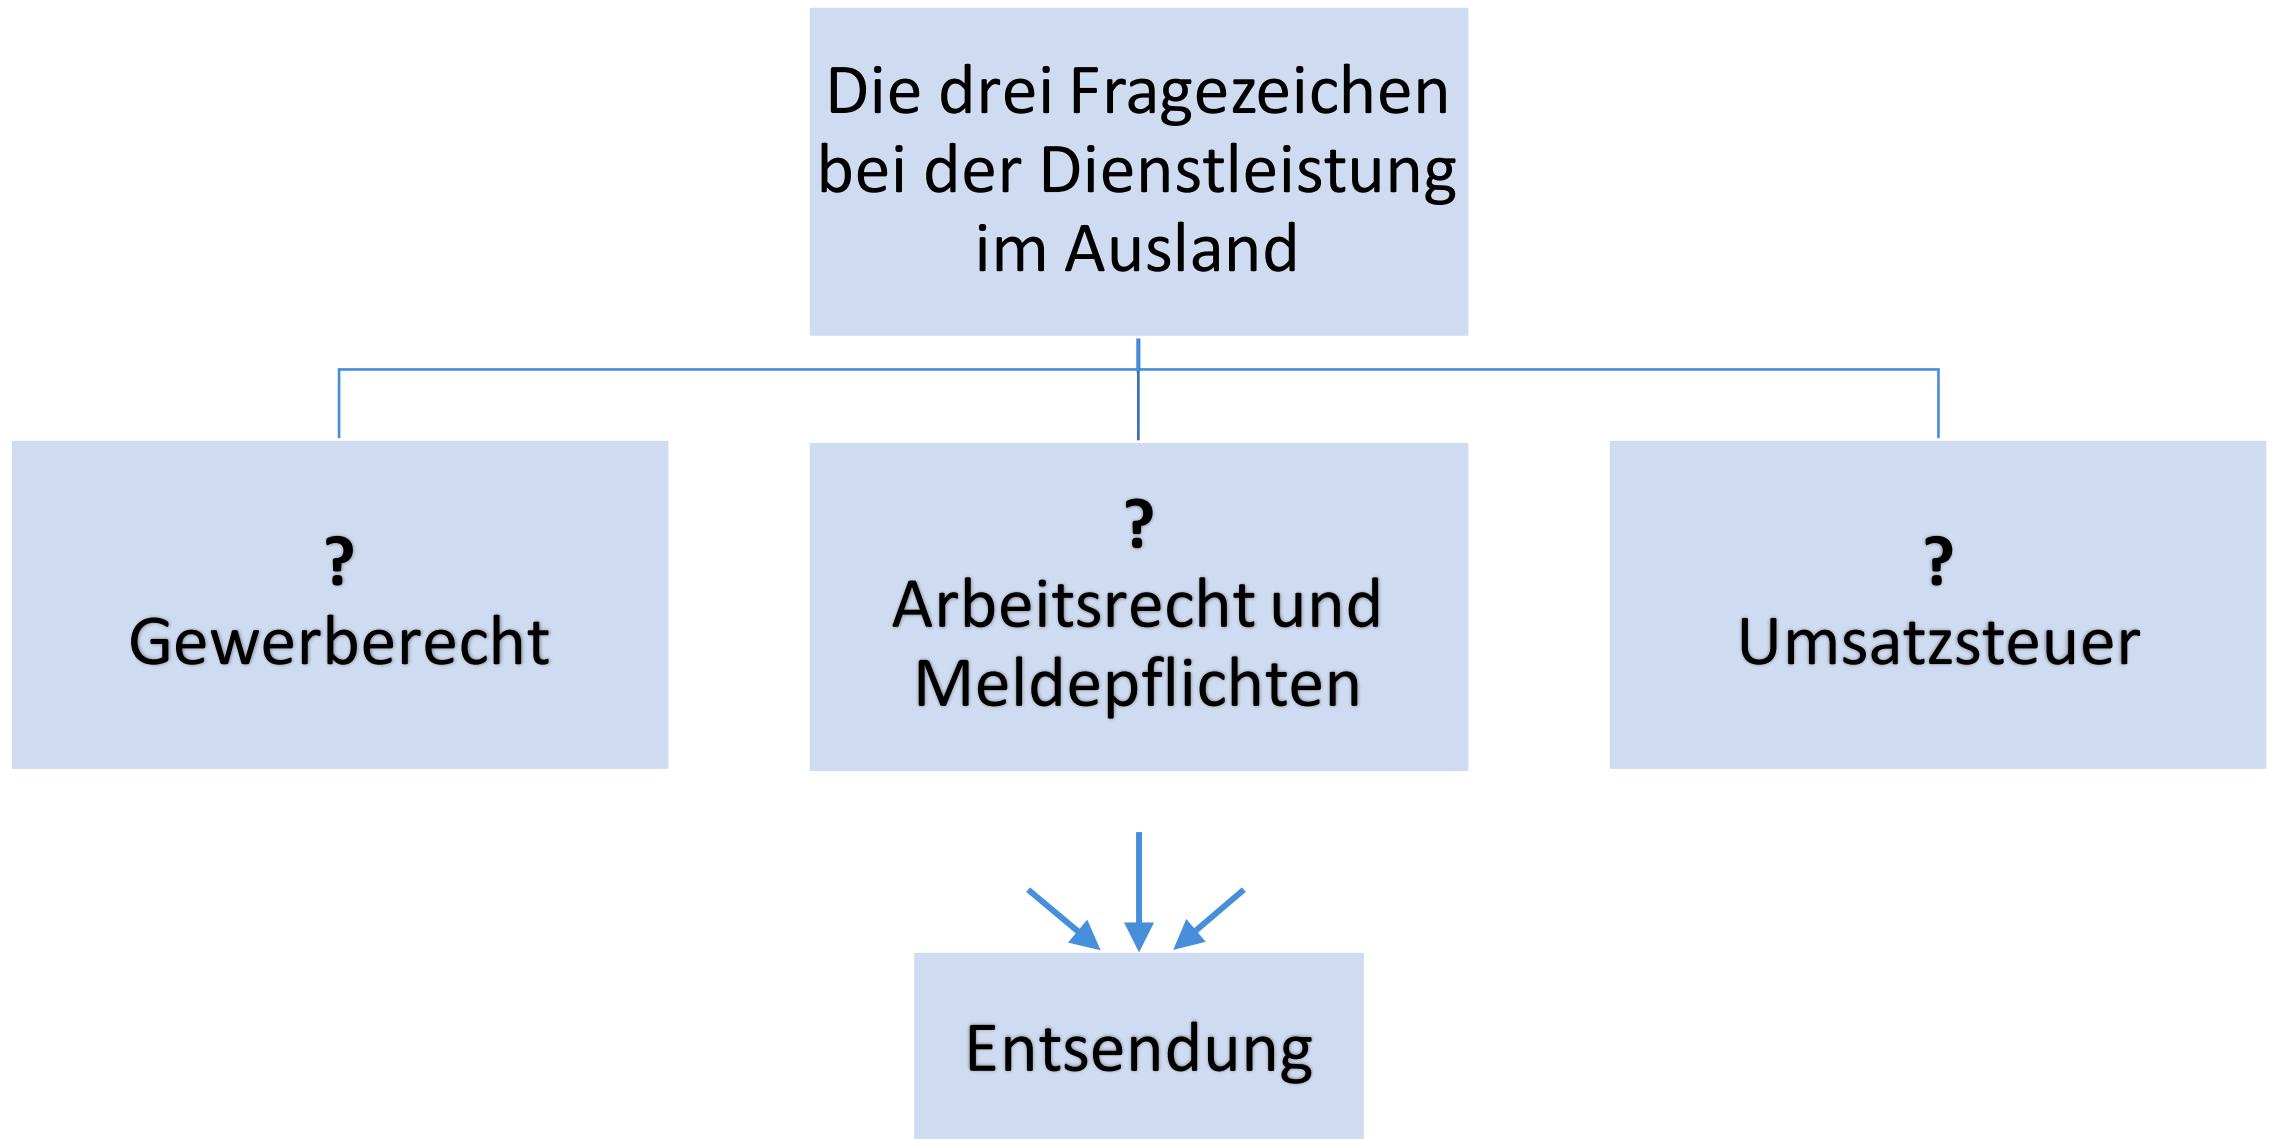 Die drei Fragezeichen
bei der Dienstleistung
im Ausland
?
Gewerberecht
?
Arbeitsrecht und
Meldepflichten
?
Umsatzsteuer
Entsendung